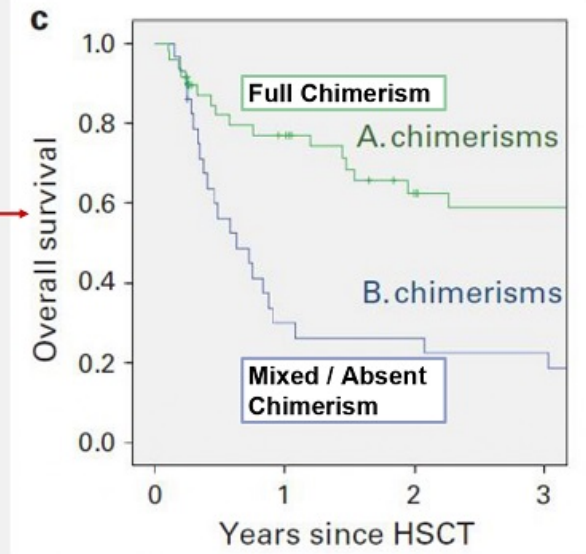 c
Overall survival
1.0
0.8
0.6
0.4
0.2
0.0
Full Chimerism
A.chimerisms
B.chimerisms
Mixed / Absent
Chimerism
0 1 2 3
Years since HSCT